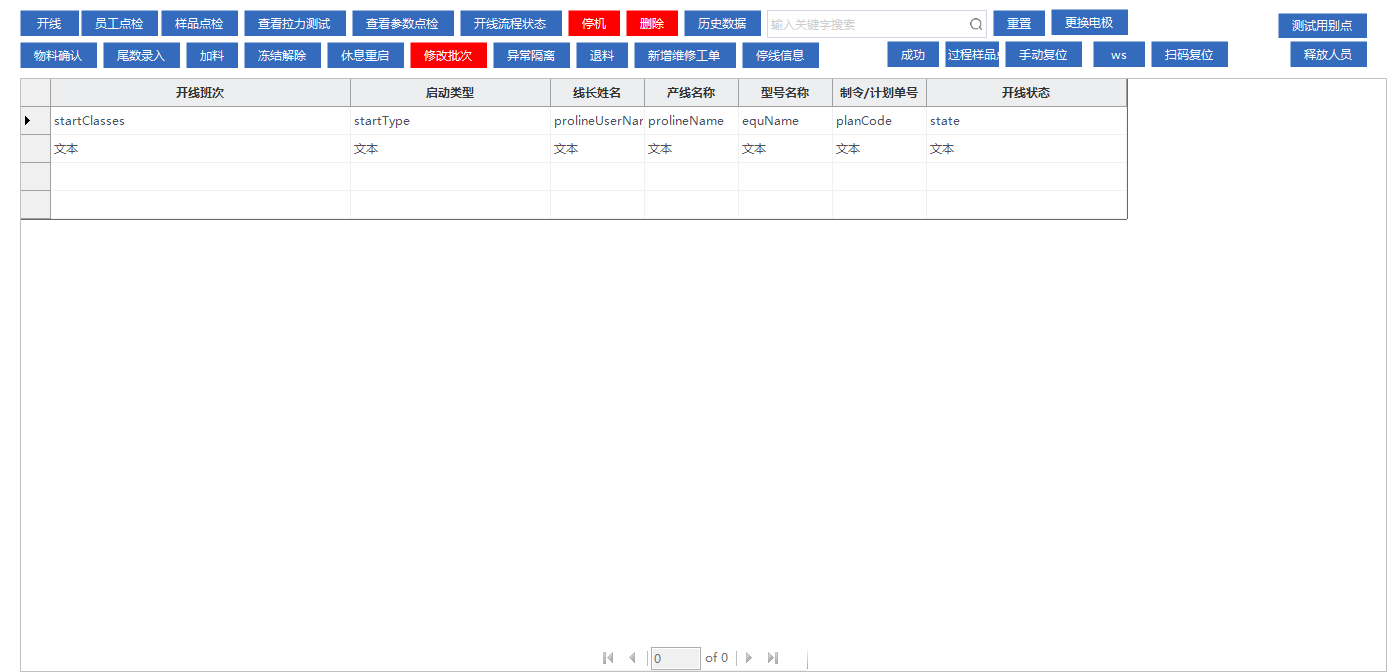 开线 员工点检 样品点检 查看拉力测试 查看参数点检 开线流程状态 停机 删除 历史数据 输入关键字搜索 重置 更换电极 测试用别点
物料确认 尾数录入 加料 冻结解除 休息重启 修改批次 异常隔离 退料 新增维修工单 停线信息 成功 过程样品 手动复位 ws 扫码复位 释放人员
开线班次 启动类型 线长姓名 产线名称 型号名称 制令/计划单号 开线状态
startClasses startType prolineUserNar prolineName equName planCode state
文本 文本 文本 文本 文本 文本 文本
0 of 0